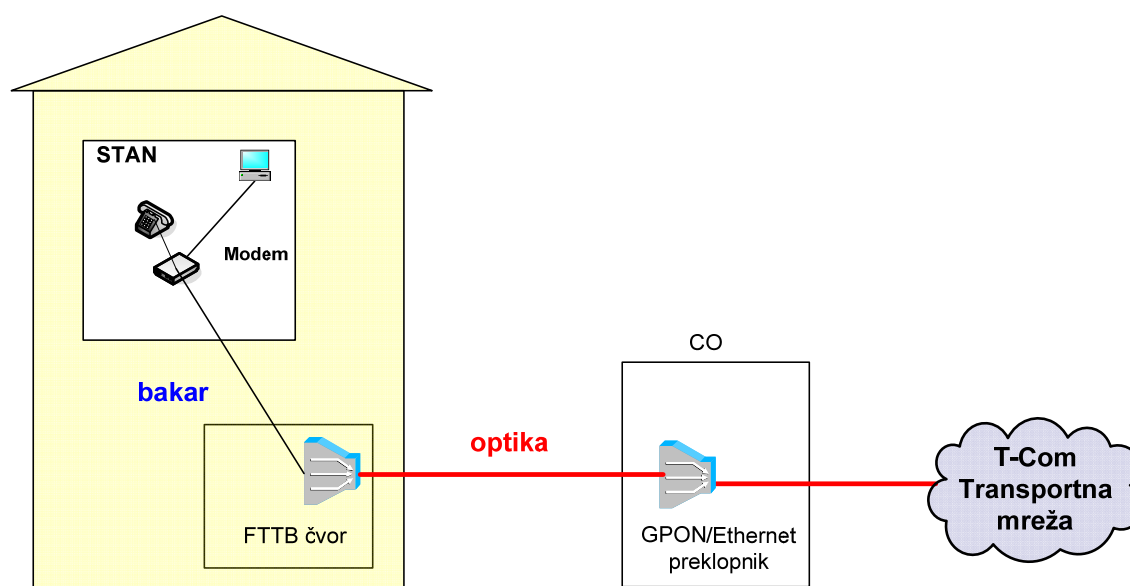 STAN
Modem
bakar
FTTB čvor
optika
CO
GPON/Ethernet
preklopnik
T-Com
Transportna
mreža